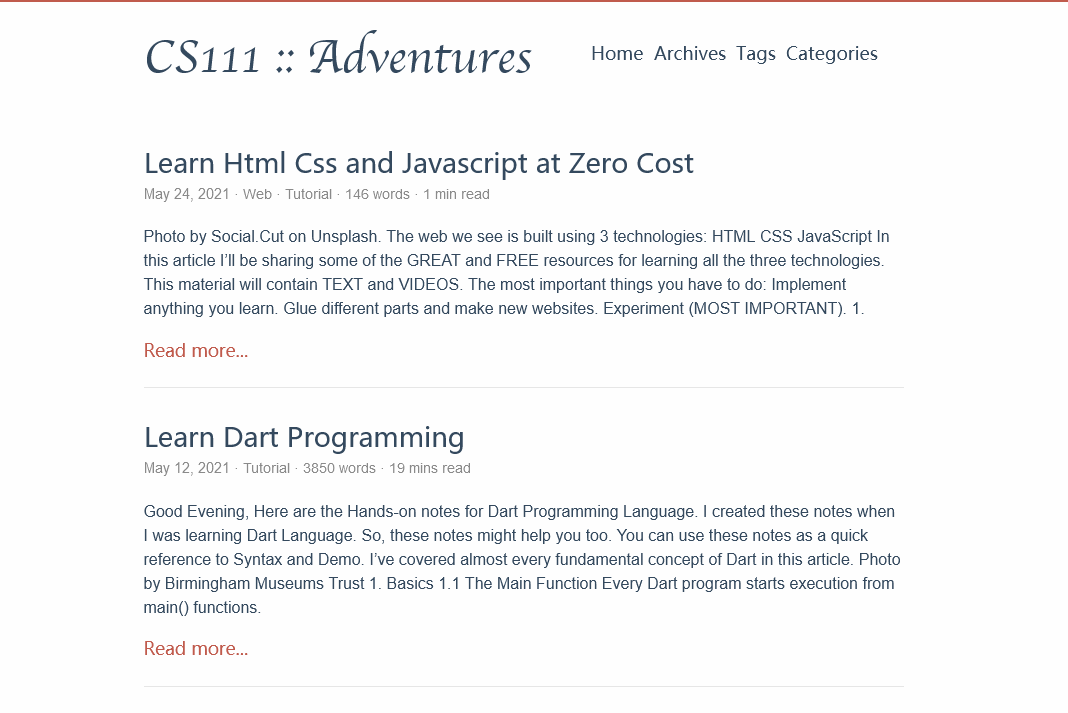 CS111 :: Adventures
Home Archives Tags Categories
Learn Html Css and Javascript at Zero Cost
May 24, 2021 · Web · Tutorial · 146 words · 1 min read
Photo by Social.Cut on Unsplash. The web we see is built using 3 technologies: HTML CSS JavaScript In
this article I’ll be sharing some of the GREAT and FREE resources for learning all the three technologies.
This material will contain TEXT and VIDEOS. The most important things you have to do: Implement
anything you learn. Glue different parts and make new websites. Experiment (MOST IMPORTANT). 1.
Read more...
Learn Dart Programming
May 12, 2021 · Tutorial · 3850 words · 19 mins read
Good Evening, Here are the Hands-on notes for Dart Programming Language. I created these notes when
I was learning Dart Language. So, these notes might help you too. You can use these notes as a quick
reference to Syntax and Demo. I’ve covered almost every fundamental concept of Dart in this article. Photo
by Birmingham Museums Trust 1. Basics 1.1 The Main Function Every Dart program starts execution from
main() functions.
Read more...